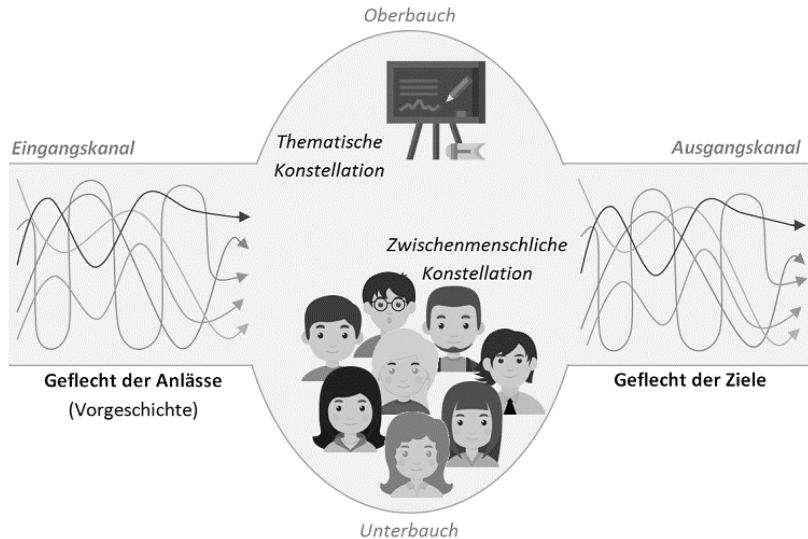 Oberbauch
Thematische
Konstellation
Eingangskanal
Ausgangskanal
Zwischenmenschliche
Konstellation
Geflecht der Anlässe
(Vorgeschichte)
Geflecht der Ziele
Unterbauch